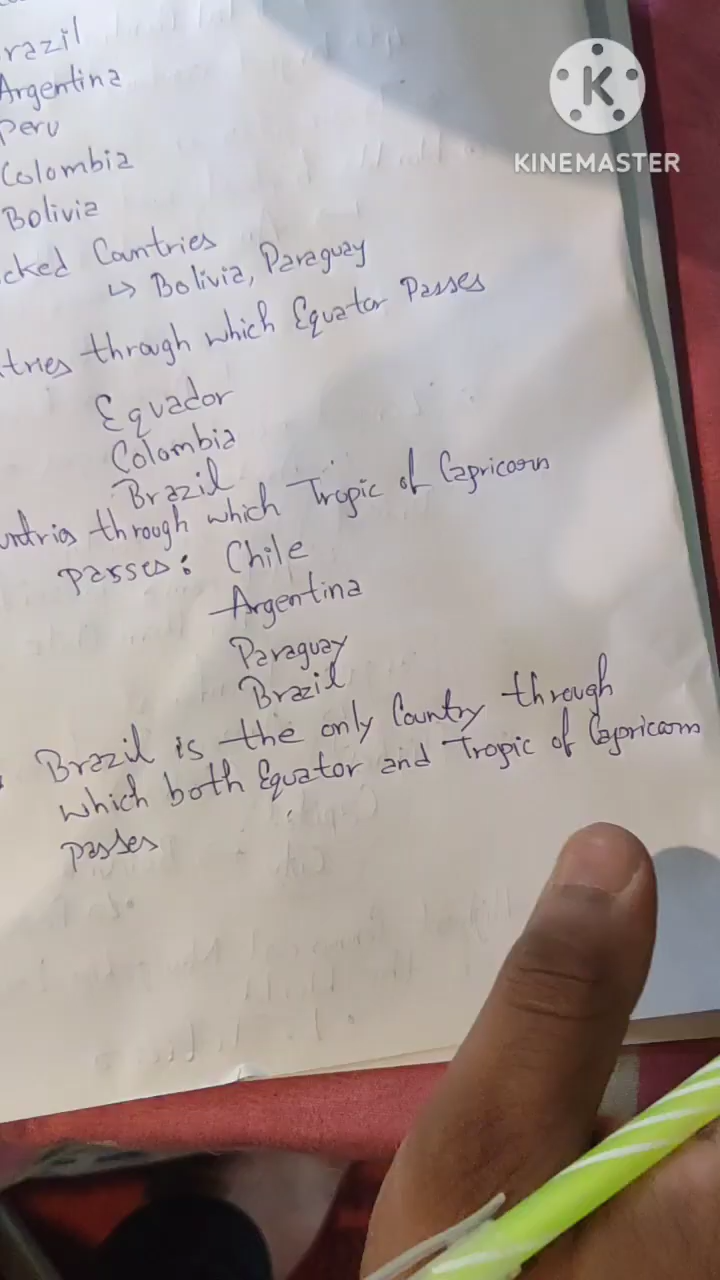 razil
Argentina
Peru
KINEMASTER
Colombia
Bolivia
cked Countries
↳ Bolivia, Paraguay
tries through which Equator Passes
Equador
Colombia
Brazil
untries through which Tropic of Capricorn
passes: Chile
Argentina
Paraguay
Brazil
Brazil is the only Country through
which both Equator and Tropic of Capricorn
passes